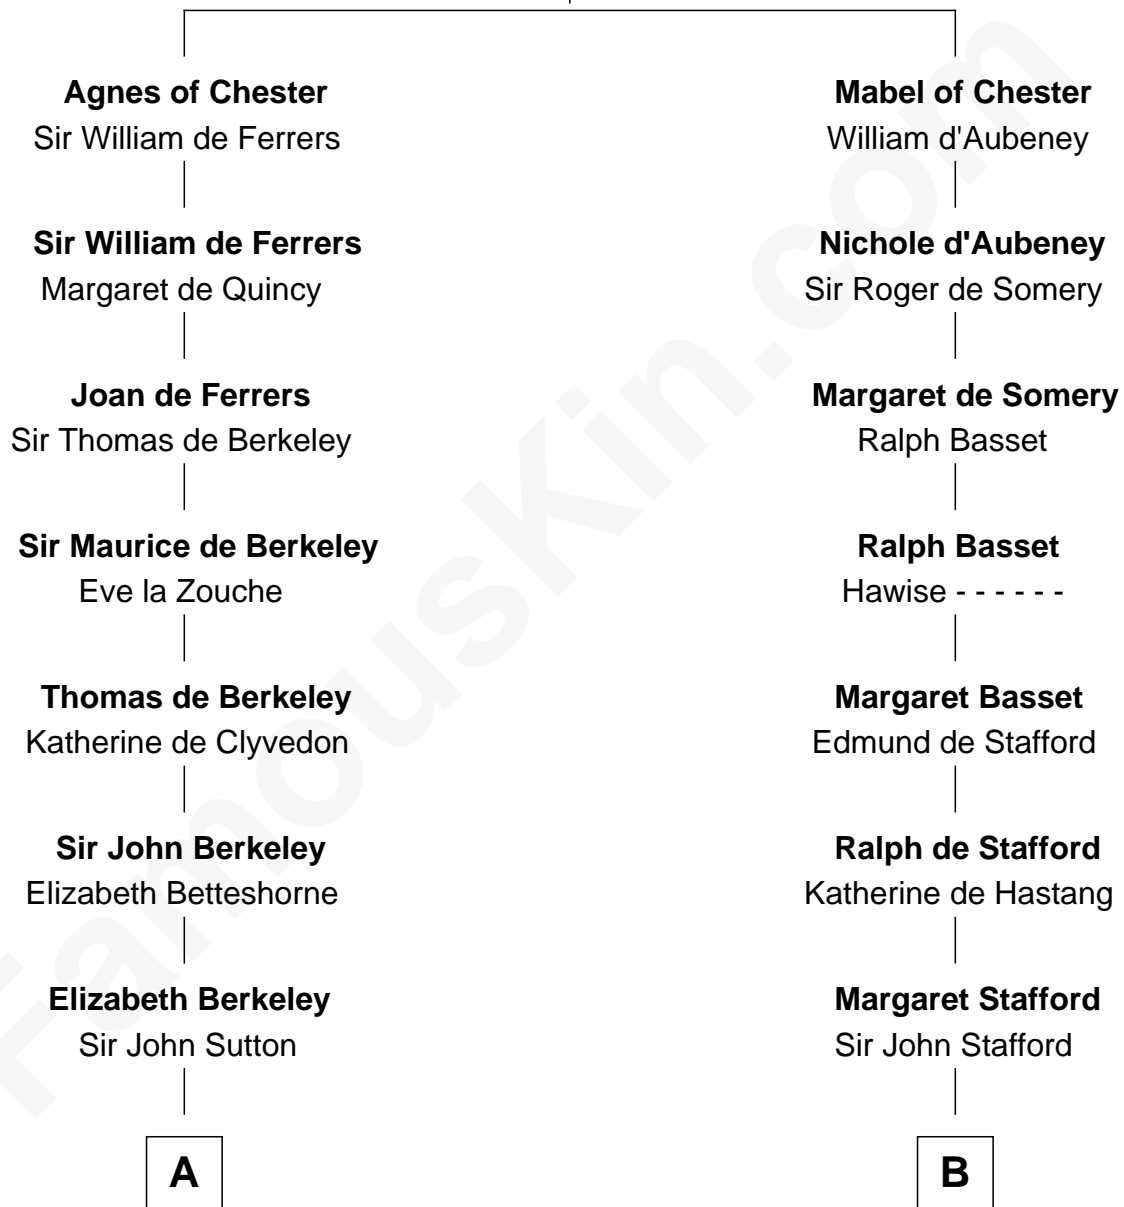 Agnes of Chester
Sir William de Ferrers
Sir William de Ferrers
Margaret de Quincy
Joan de Ferrers
Sir Thomas de Berkeley
Sir Maurice de Berkeley
Eve la Zouche
Thomas de Berkeley
Katherine de Clyvedon
Sir John Berkeley
Elizabeth Betteshorne
Elizabeth Berkeley
Sir John Sutton
A
Mabel of Chester
William d'Aubeney
Nichole d'Aubeney
Sir Roger de Somery
Margaret de Somery
Ralph Basset
Ralph Basset
Hawise - - - - - -
Margaret Basset
Edmund de Stafford
Ralph de Stafford
Katherine de Hastang
Margaret Stafford
Sir John Stafford
B
FamousKin.com